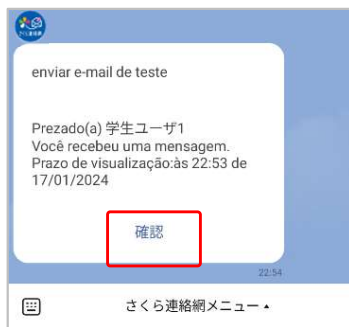 さくら連絡網
enviar e-mail de teste
Prezado(a) 学生ユーザ1
Você recebeu uma mensagem.
Prazo de visualização:às 22:53 de
17/01/2024
確認
22:54
さくら連絡網メニュー ▴